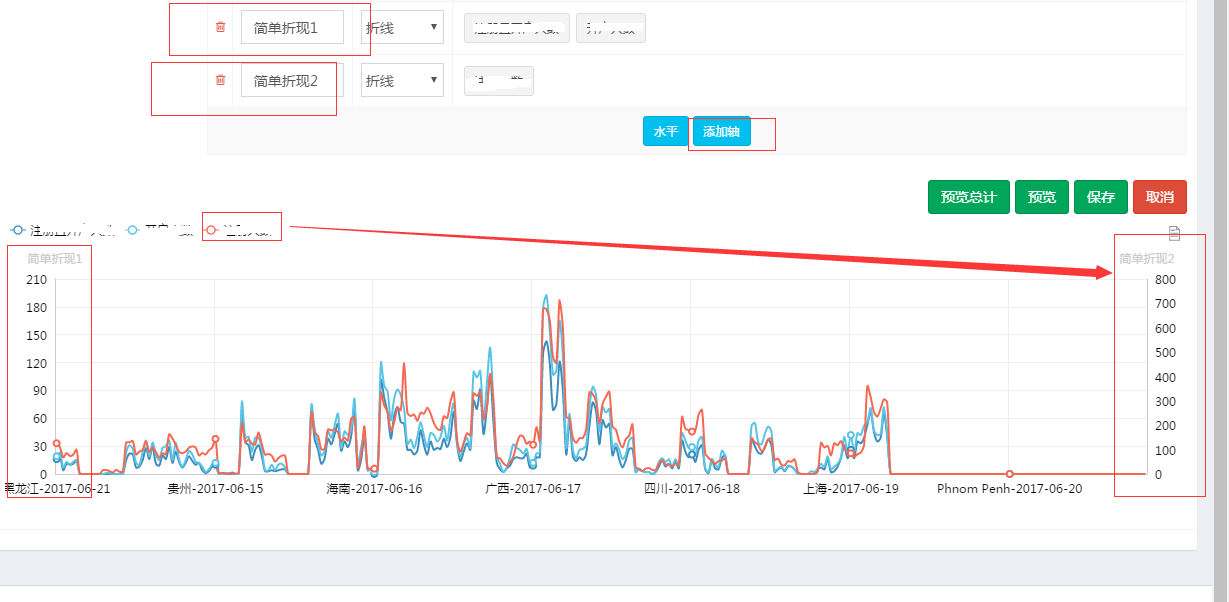 简单折现1 折线
简单折现2 折线
水平 添加轴
预览总计 预览 保存 取消
简单折现1 简单折现2
210 800
180 700
150 600
120 500
90 400
60 300
30 200
0 100
0
黑龙江-2017-06-21 贵州-2017-06-15 海南-2017-06-16 广西-2017-06-17 四川-2017-06-18 上海-2017-06-19 Phnom Penh-2017-06-20